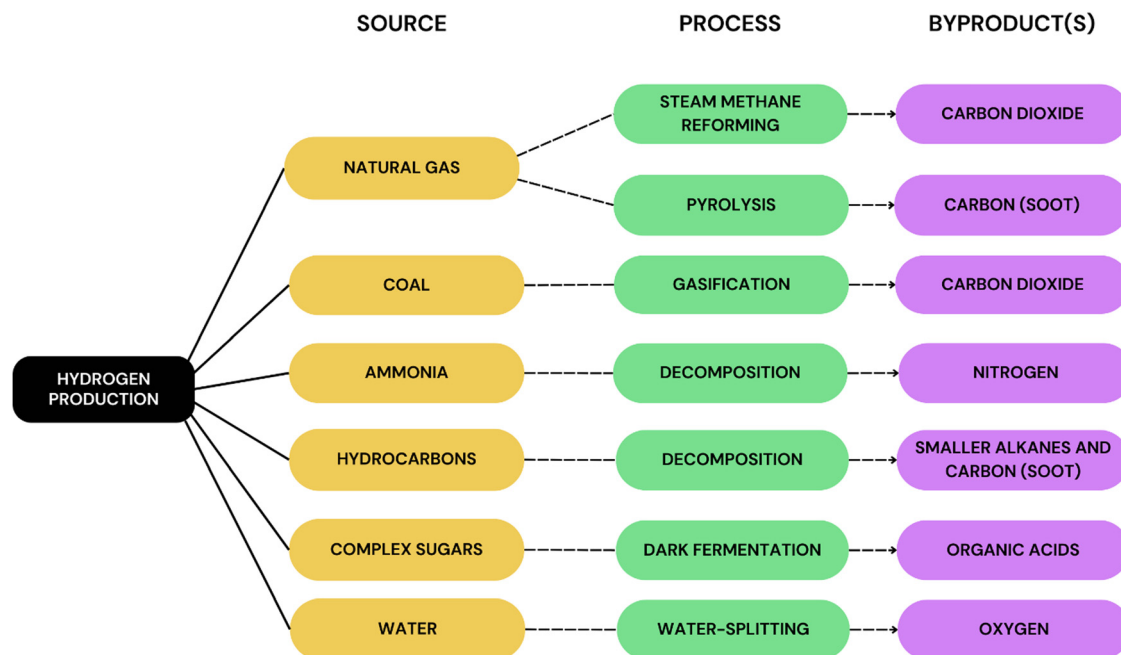 SOURCE
PROCESS
BYPRODUCT(S)
STEAM METHANE
REFORMING
CARBON DIOXIDE
NATURAL GAS
PYROLYSIS
CARBON (SOOT)
COAL
GASIFICATION
CARBON DIOXIDE
HYDROGEN
PRODUCTION
AMMONIA
DECOMPOSITION
NITROGEN
HYDROCARBONS
DECOMPOSITION
SMALLER ALKANES AND
CARBON (SOOT)
COMPLEX SUGARS
DARK FERMENTATION
ORGANIC ACIDS
WATER
WATER-SPLITTING
OXYGEN